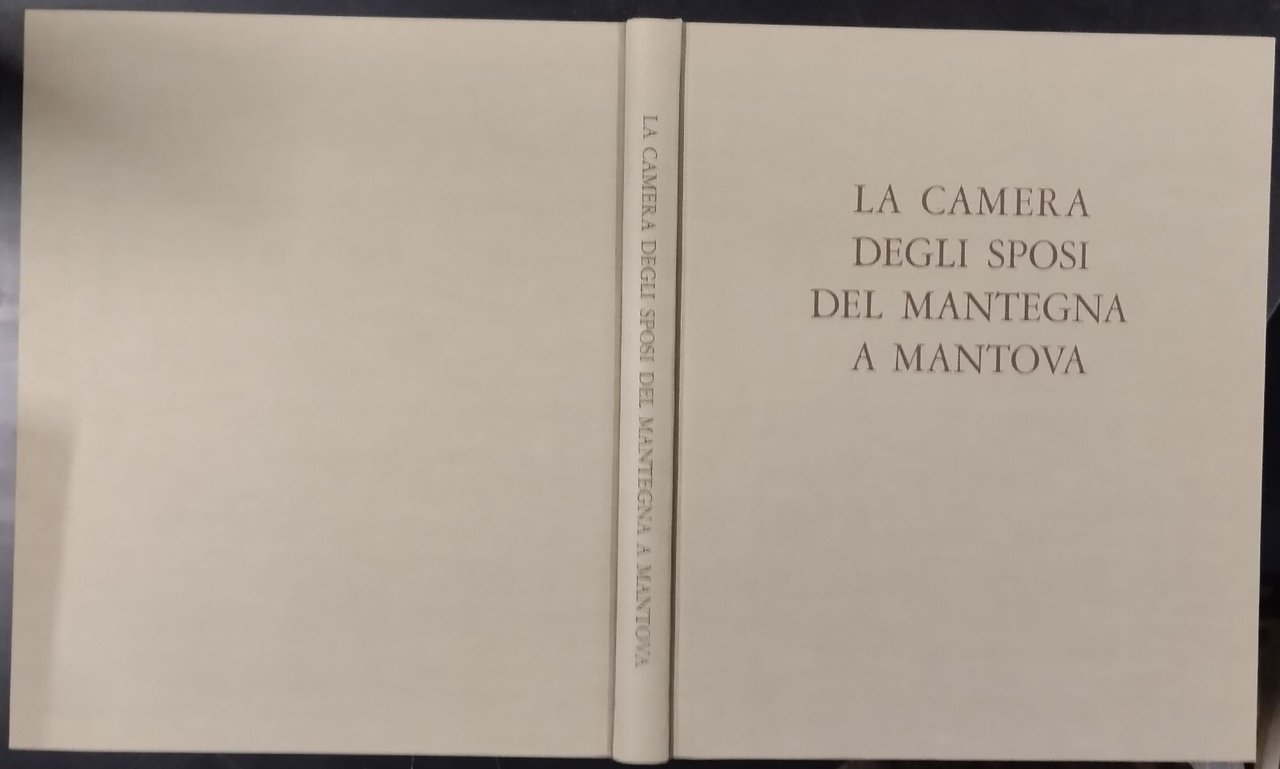 LA CAMERA DEGLI SPOSI DEL MANTEGNA A MANTOVA
LA CAMERA
DEGLI SPOSI
DEL MANTEGNA
A MANTOVA